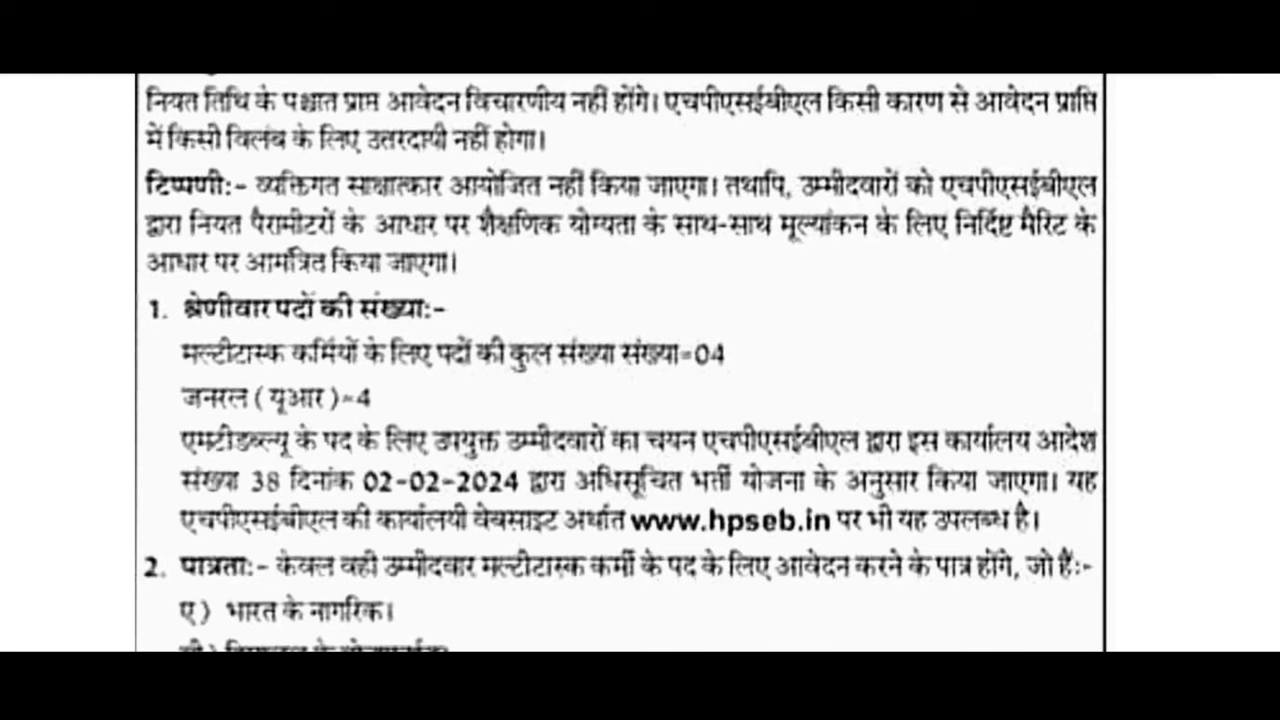 नियत तिथि के पश्चात प्राप्त आवेदन विचारणीय नहीं होंगे। एचपीएसईबीएल किसी कारण से आवेदन प्राप्ति
में किसी विलंब के लिए उतरदायी नहीं होगा।
टिप्पणी:- व्यक्तिगत साक्षात्कार आयोजित नहीं किया जाएगा। तथापि, उम्मीदवारों को एचपीएसईबीएल
द्वारा नियत पैरामीटरों के आधार पर शैक्षणिक योग्यता के साथ-साथ मूल्यांकन के लिए निर्दिष्ट मैरिट के
आधार पर आमंत्रित किया जाएगा।
1. श्रेणीवार पदों की संख्या:-
मल्टीटास्क कर्मियों के लिए पदों की कुल संख्या संख्या=04
जनरल ( यूआर )=4
एमटीडब्ल्यू के पद के लिए उपयुक्त उम्मीदवारों का चयन एचपीएसईबीएल द्वारा इस कार्यालय आदेश
संख्या 38 दिनांक 02-02-2024 द्वारा अधिसूचित भर्ती योजना के अनुसार किया जाएगा। यह
एचपीएसईबीएल की कार्यालयी वेबसाइट अर्थात www.hpseb.in पर भी यह उपलब्ध है।
2. पात्रता:- केवल वही उम्मीदवार मल्टीटास्क कर्मी के पद के लिए आवेदन करने के पात्र होंगे, जो हैं:-
ए ) भारत के नागरिक।